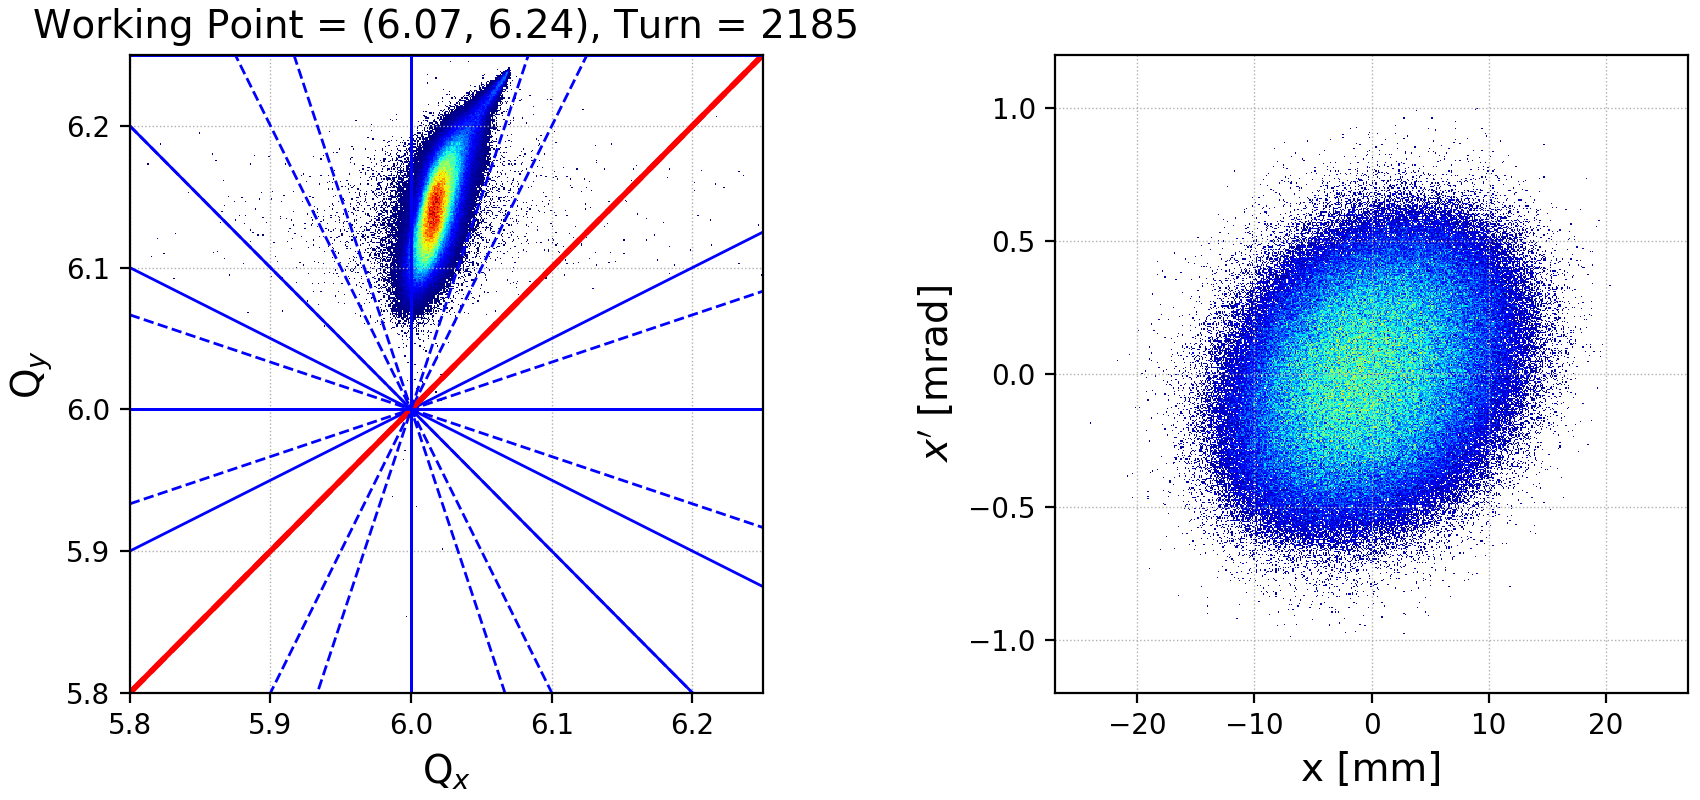 Working Point = (6.07, 6.24), Turn = 2185
6.2
6.1
6.0
5.9
5.8
Q_y
5.8 5.9 6.0 6.1 6.2
Q_x
1.0
0.5
0.0
−0.5
−1.0
x′ [mrad]
−20 −10 0 10 20
x [mm]